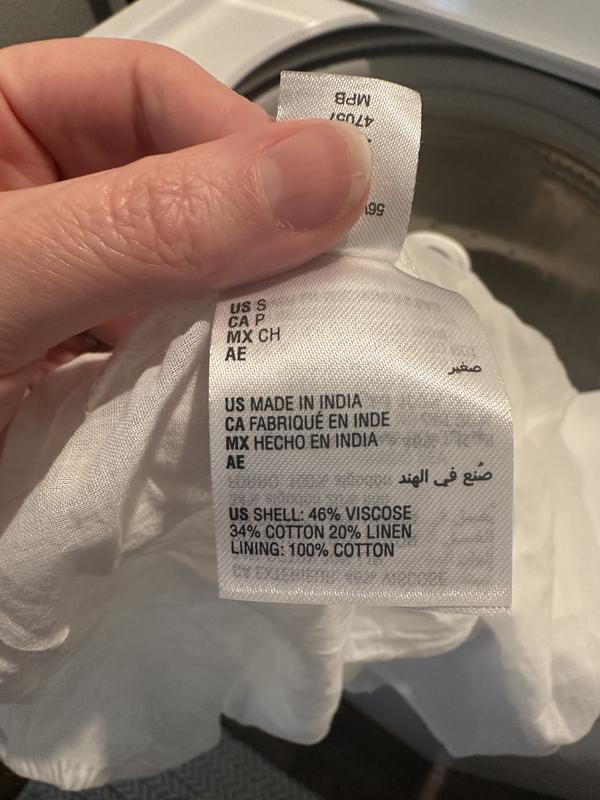 MPB
US S
CA P
MX CH
AE
صغير
US MADE IN INDIA
CA FABRIQUÉ EN INDE
MX HECHO EN INDIA
AE
صُنع في الهند
US SHELL: 46% VISCOSE
34% COTTON 20% LINEN
LINING: 100% COTTON